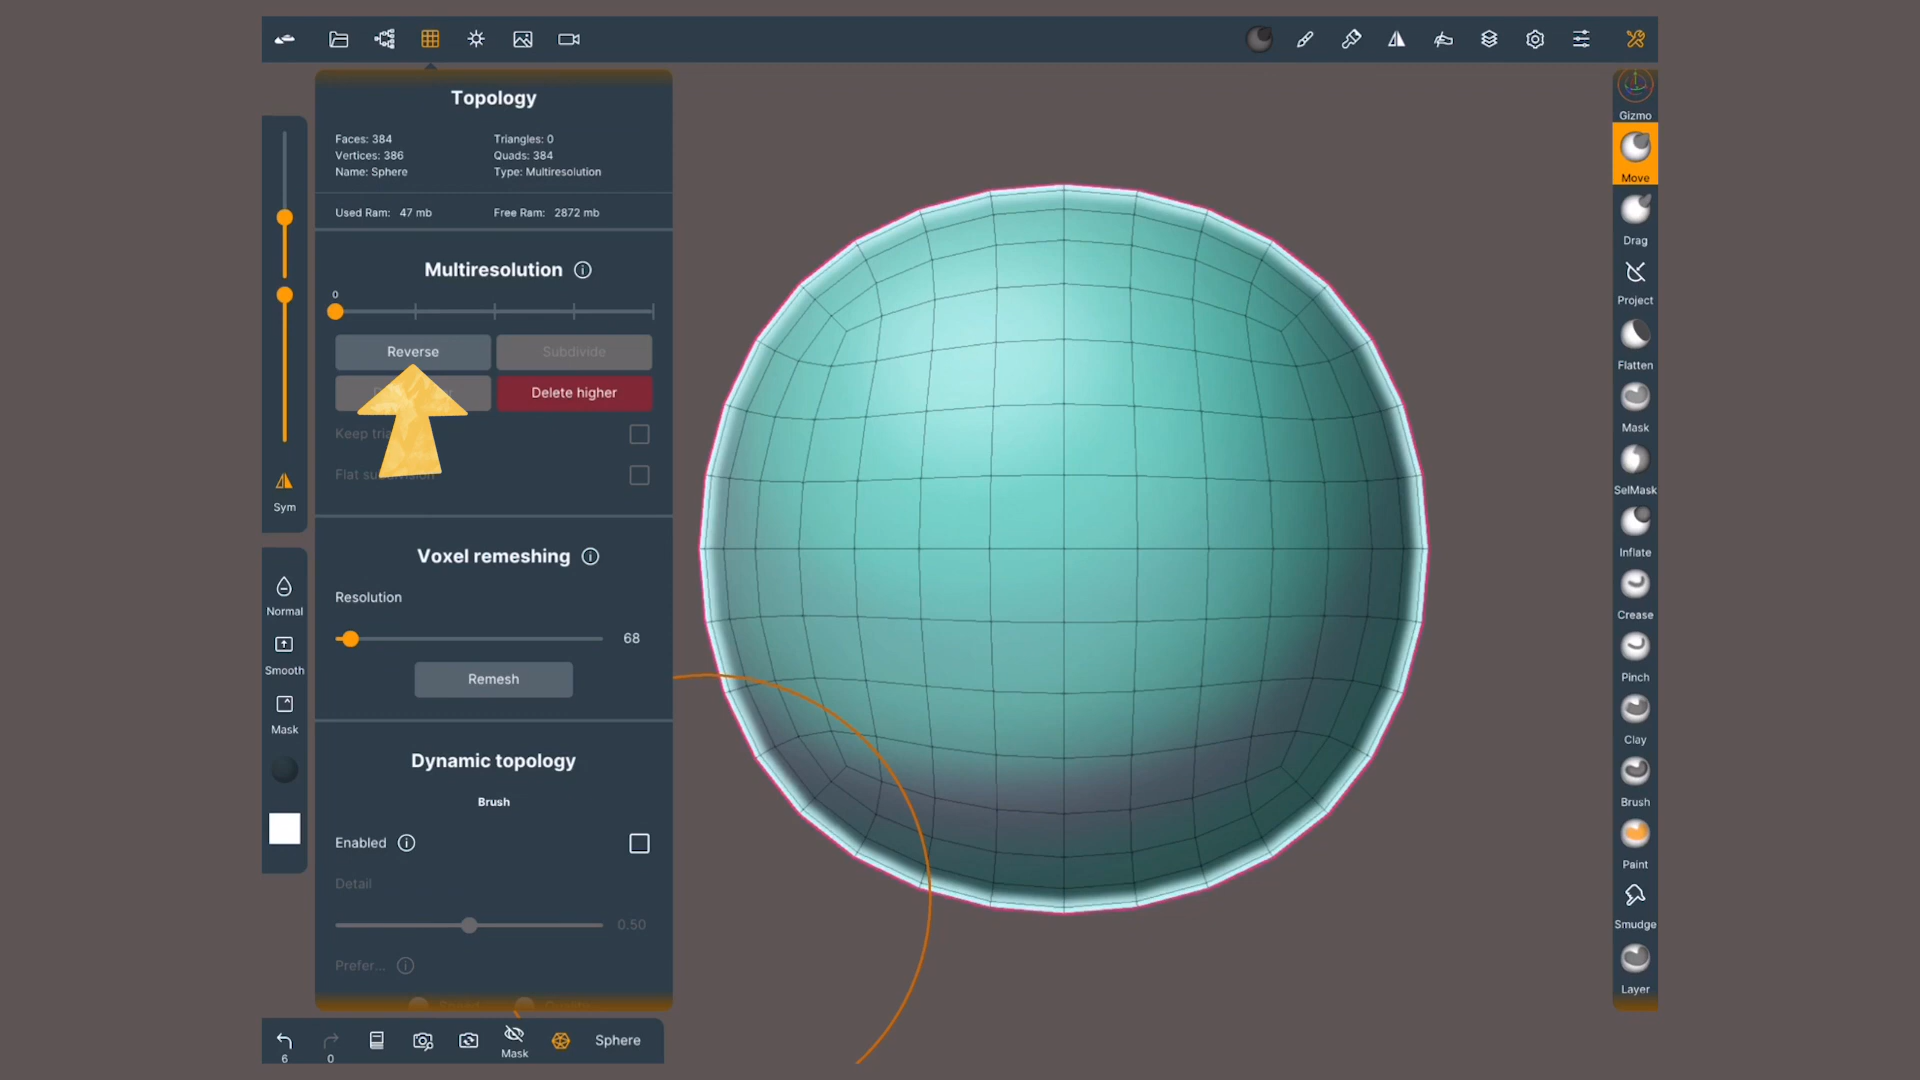 Topology
Faces: 384
Triangles: 0
Vertices: 386
Quads: 384
Name: Sphere
Type: Multiresolution
Used Ram: 47 mb
Free Ram: 2872 mb
Multiresolution
0
Reverse
Subdivide
Delete higher
Keep
Flat
Voxel remeshing
Resolution
68
Remesh
Dynamic topology
Brush
Enabled
Detail
0.50
Prefer...
Sym
Normal
Smooth
Mask
6
0
Mask
Sphere
Gizmo
Move
Drag
Project
Flatten
Mask
SelMask
Inflate
Crease
Pinch
Clay
Brush
Paint
Smudge
Layer